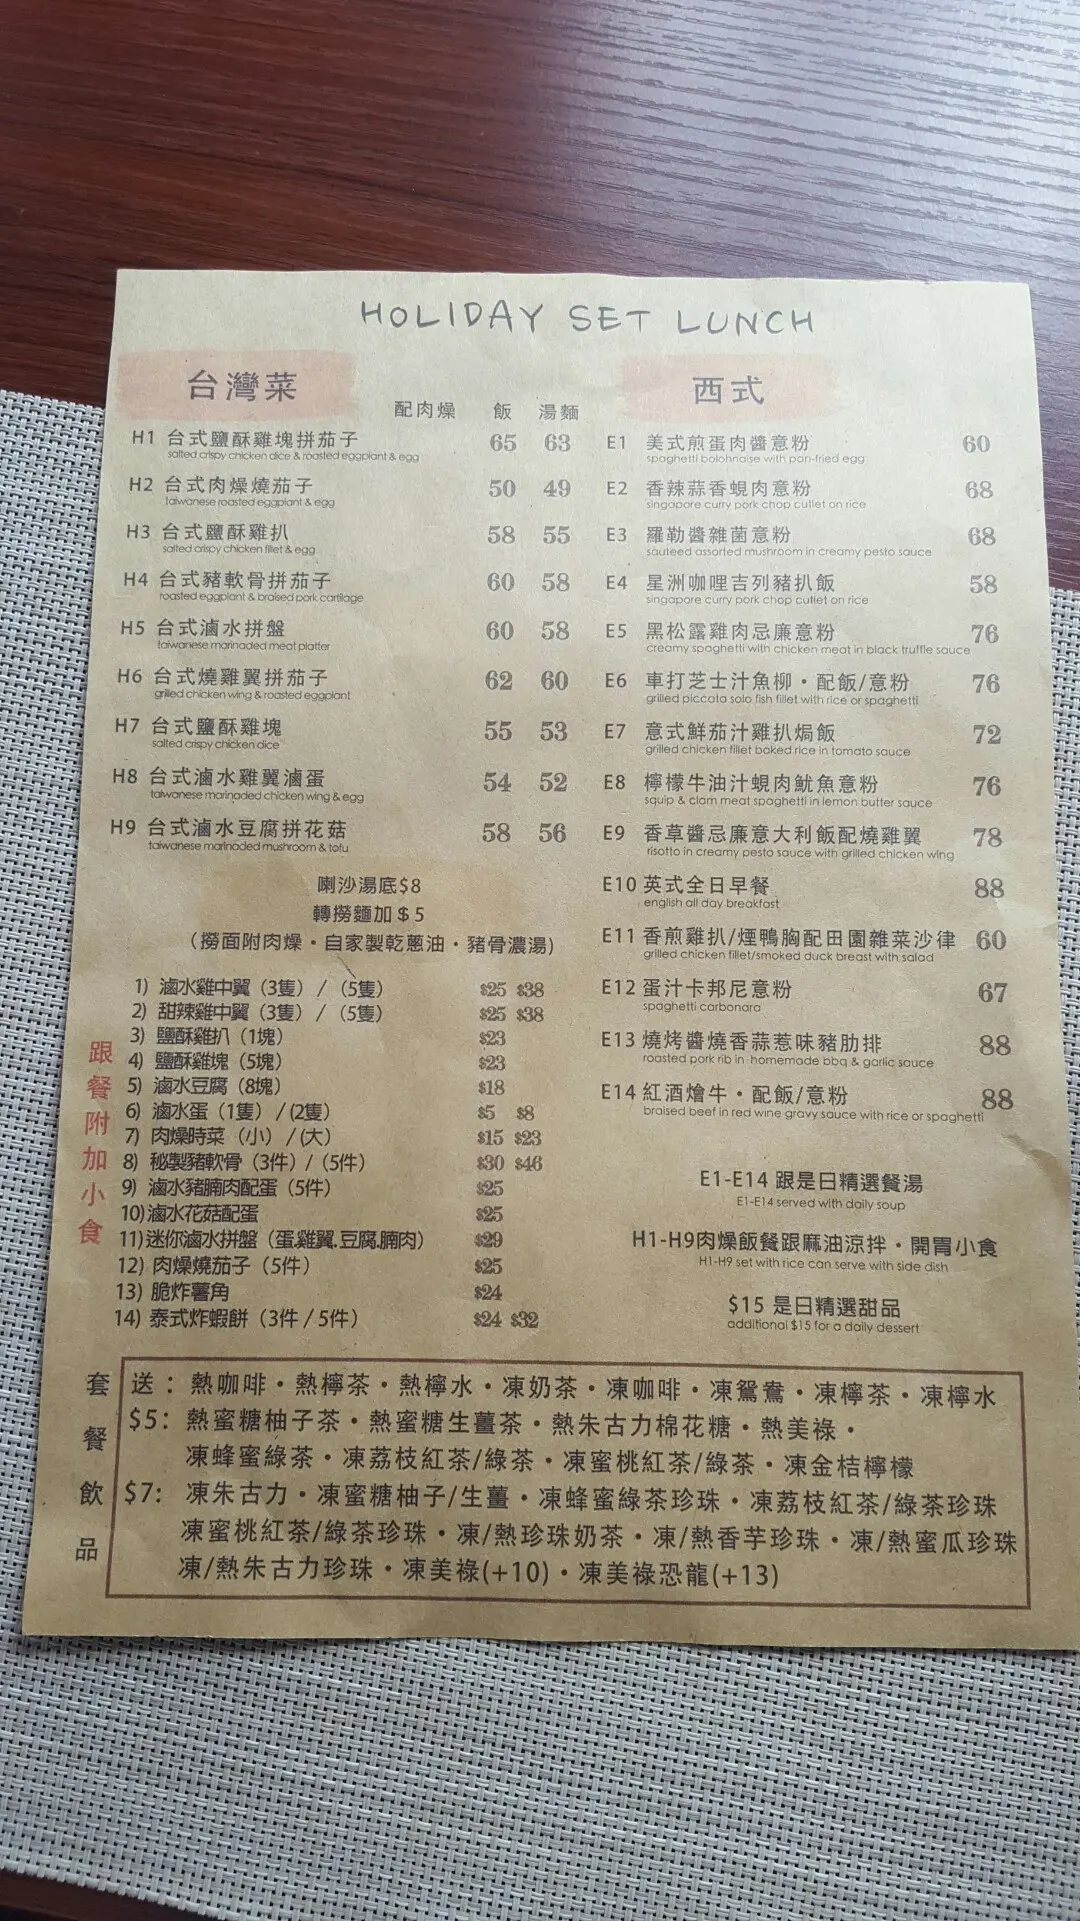 HOLIDAY SET LUNCH
台灣菜
配肉燥 飯 湯麵
H1 台式鹽酥雞塊拼茄子 65 63
salted crispy chicken dice & roasted eggplant & egg
H2 台式肉燥燒茄子 50 49
taiwanese roasted eggplant & egg
H3 台式鹽酥雞扒 58 55
salted crispy chicken fillet & egg
H4 台式豬軟骨拼茄子 60 58
roasted eggplant & braised pork cartilage
H5 台式滷水拼盤 60 58
taiwanese marinaded meat platter
H6 台式燒雞翼拼茄子 62 60
grilled chicken wing & roasted eggplant
H7 台式鹽酥雞塊 55 53
salted crispy chicken dice
H8 台式滷水雞翼滷蛋 54 52
taiwanese marinaded chicken wing & egg
H9 台式滷水豆腐拼花菇 58 56
taiwanese marinaded mushroom & tofu
喇沙湯底$8
轉撈麵加$5
(撈面附肉燥・自家製乾蔥油・豬骨濃湯)
跟餐附加小食
1) 滷水雞中翼（3隻）/（5隻） $25 $38
2) 甜辣雞中翼（3隻）/（5隻） $25 $38
3) 鹽酥雞扒（1塊） $23
4) 鹽酥雞塊（5塊） $23
5) 滷水豆腐（8塊） $18
6) 滷水蛋（1隻）/(2隻） $5 $8
7) 肉燥時菜（小）/(大） $15 $23
8) 秘製豬軟骨（3件）/（5件） $30 $46
9) 滷水豬腩肉配蛋（5件） $25
10)滷水花菇配蛋 $25
11)迷你滷水拼盤（蛋.雞翼.豆腐.腩肉） $29
12) 肉燥燒茄子（5件） $25
13) 脆炸薯角 $24
14) 泰式炸蝦餅（3件 / 5件） $24 $32
西式
E1 美式煎蛋肉醬意粉 60
spaghetti bolohnaise with pan-fried egg
E2 香辣蒜香蜆肉意粉 68
singapore curry pork chop cutlet on rice
E3 羅勒醬雜菌意粉 68
sauteed assorted mushroom in creamy pesto sauce
E4 星洲咖哩吉列豬扒飯 58
singapore curry pork chop cutlet on rice
E5 黑松露雞肉忌廉意粉 76
creamy spaghetti with chicken meat in black truffle sauce
E6 車打芝士汁魚柳・配飯/意粉 76
grilled piccata solo fish fillet with rice or spaghetti
E7 意式鮮茄汁雞扒焗飯 72
grilled chicken fillet baked rice in tomato sauce
E8 檸檬牛油汁蜆肉魷魚意粉 76
squip & clam meat spaghetti in lemon butter sauce
E9 香草醬忌廉意大利飯配燒雞翼 78
risotto in creamy pesto sauce with grilled chicken wing
E10 英式全日早餐 88
english all day breakfast
E11 香煎雞扒/煙鴨胸配田園雜菜沙律 60
grilled chicken fillet/smoked duck breast with salad
E12 蛋汁卡邦尼意粉 67
spaghetti carbonara
E13 燒烤醬燒香蒜惹味豬肋排 88
roasted pork rib in homemade bbq & garlic sauce
E14 紅酒燴牛・配飯/意粉 88
braised beef in red wine gravy sauce with rice or spaghetti
E1-E14 跟是日精選餐湯
E1-E14 served with daily soup
H1-H9肉燥飯餐跟麻油涼拌・開胃小食
H1-H9 set with rice can serve with side dish
$15 是日精選甜品
additional $15 for a daily dessert
套餐飲品
送：熱咖啡・熱檸茶・熱檸水・凍奶茶・凍咖啡・凍鴛鴦・凍檸茶・凍檸水
$5：熱蜜糖柚子茶・熱蜜糖生薑茶・熱朱古力棉花糖・熱美祿・
凍蜂蜜綠茶・凍荔枝紅茶/綠茶・凍蜜桃紅茶/綠茶・凍金桔檸檬
$7：凍朱古力・凍蜜糖柚子/生薑・凍蜂蜜綠茶珍珠・凍荔枝紅茶/綠茶珍珠
凍蜜桃紅茶/綠茶珍珠・凍/熱珍珠奶茶・凍/熱香芋珍珠・凍/熱蜜瓜珍珠
凍/熱朱古力珍珠・凍美祿(+10)・凍美祿恐龍(+13)